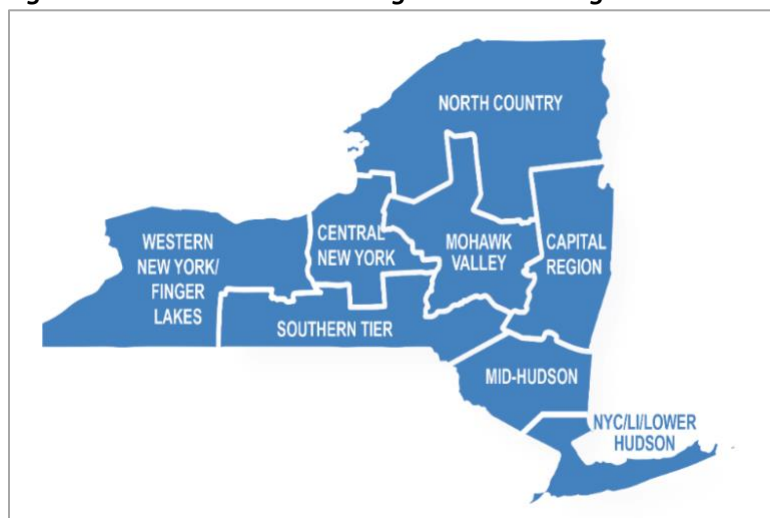 NORTH COUNTRY
WESTERN
NEW YORK/
FINGER
LAKES
CENTRAL
NEW YORK
MOHAWK
VALLEY
CAPITAL
REGION
SOUTHERN TIER
MID-HUDSON
NYC/LI/LOWER
HUDSON